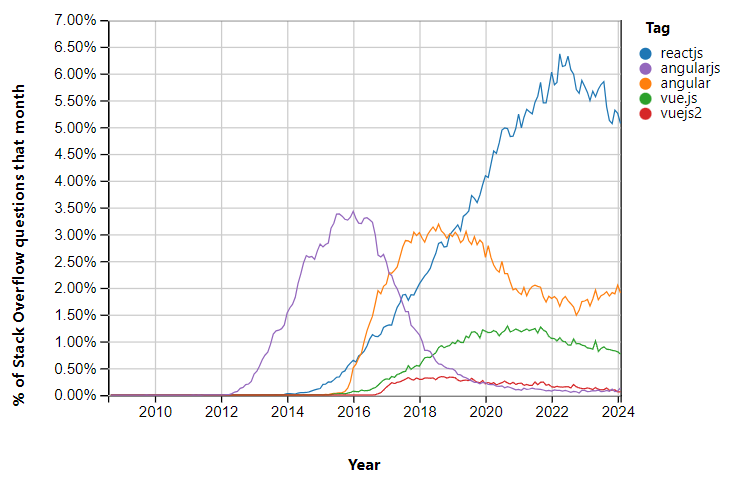 7.00%
6.50%
6.00%
5.50%
5.00%
4.50%
4.00%
3.50%
3.00%
2.50%
2.00%
1.50%
1.00%
0.50%
0.00%
% of Stack Overflow questions that month
2010 2012 2014 2016 2018 2020 2022 2024
Year
Tag
reactjs
angularjs
angular
vue.js
vuejs2